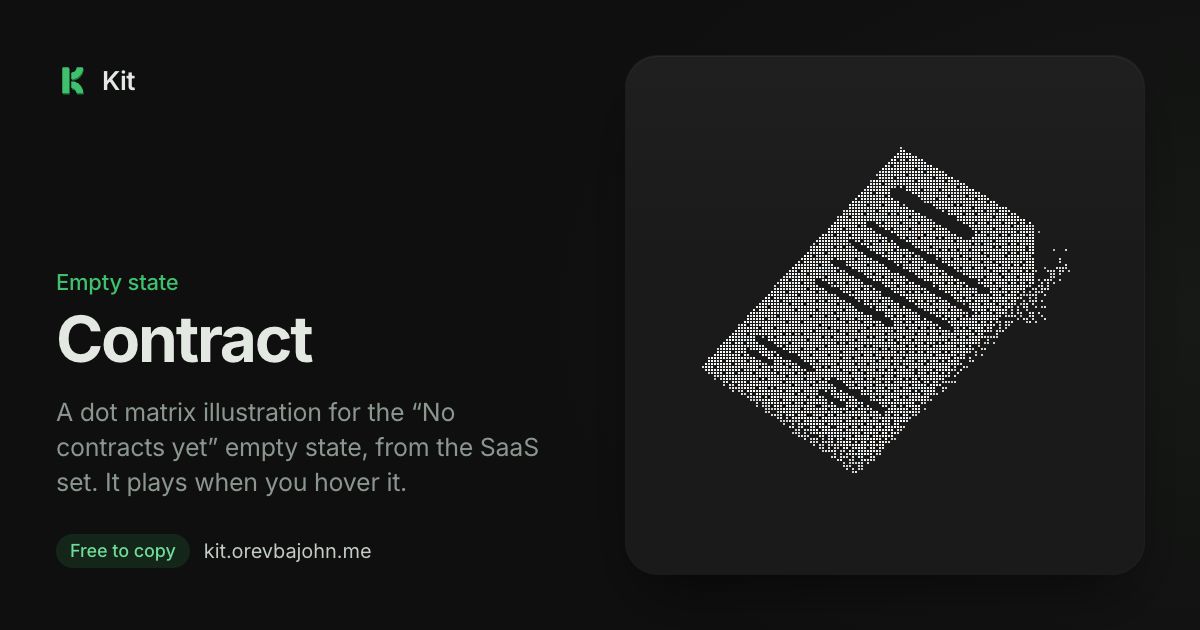 Kit
Empty state
Contract
A dot matrix illustration for the “No
contracts yet” empty state, from the SaaS
set. It plays when you hover it.
Free to copy
kit.orevbajohn.me